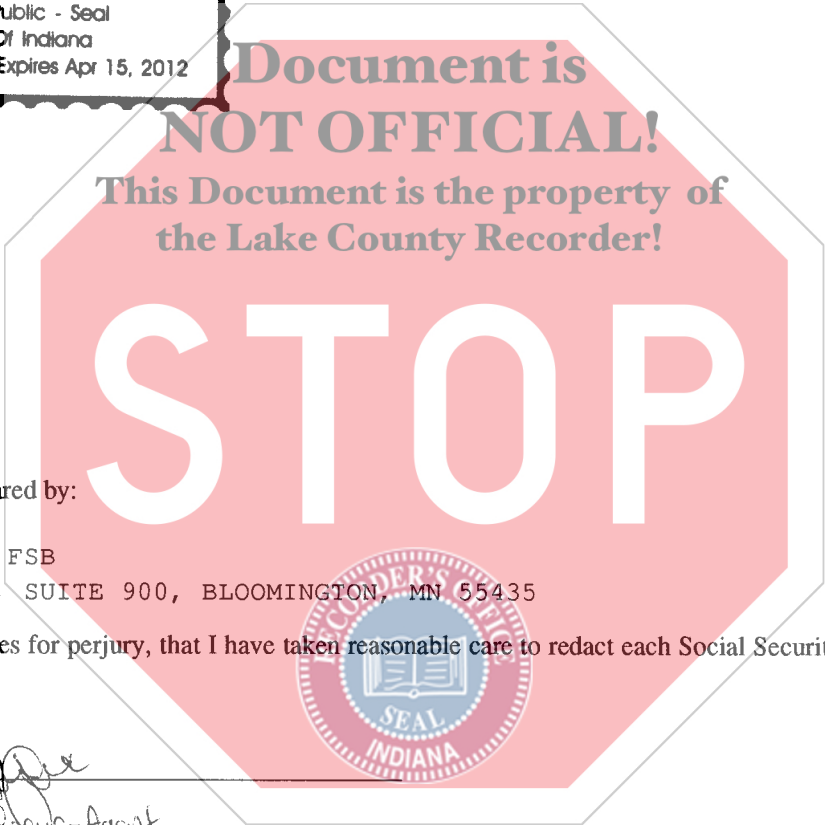 ublic - Seal
Of Indiana
Expires Apr 15, 2012
Document is
NOT OFFICIAL!
This Document is the property of
the Lake County Recorder!
STOP
ared by:
FSB
SUITE 900, BLOOMINGTON, MN 55435
es for perjury, that I have taken reasonable care to redact each Social Securit
RECORDER'S OFFICE
SEAL
INDIANA
Agent